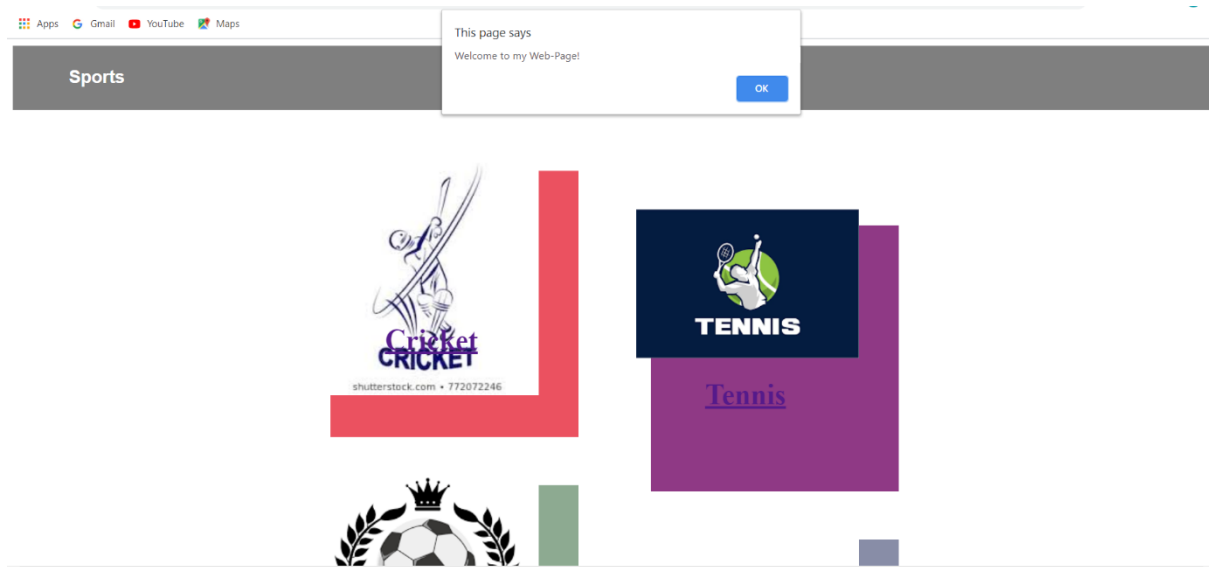 Apps Gmail YouTube Maps
This page says
Welcome to my Web-Page!
OK
Sports
Cricket
CRICKET
shutterstock.com • 772072246
TENNIS
Tennis